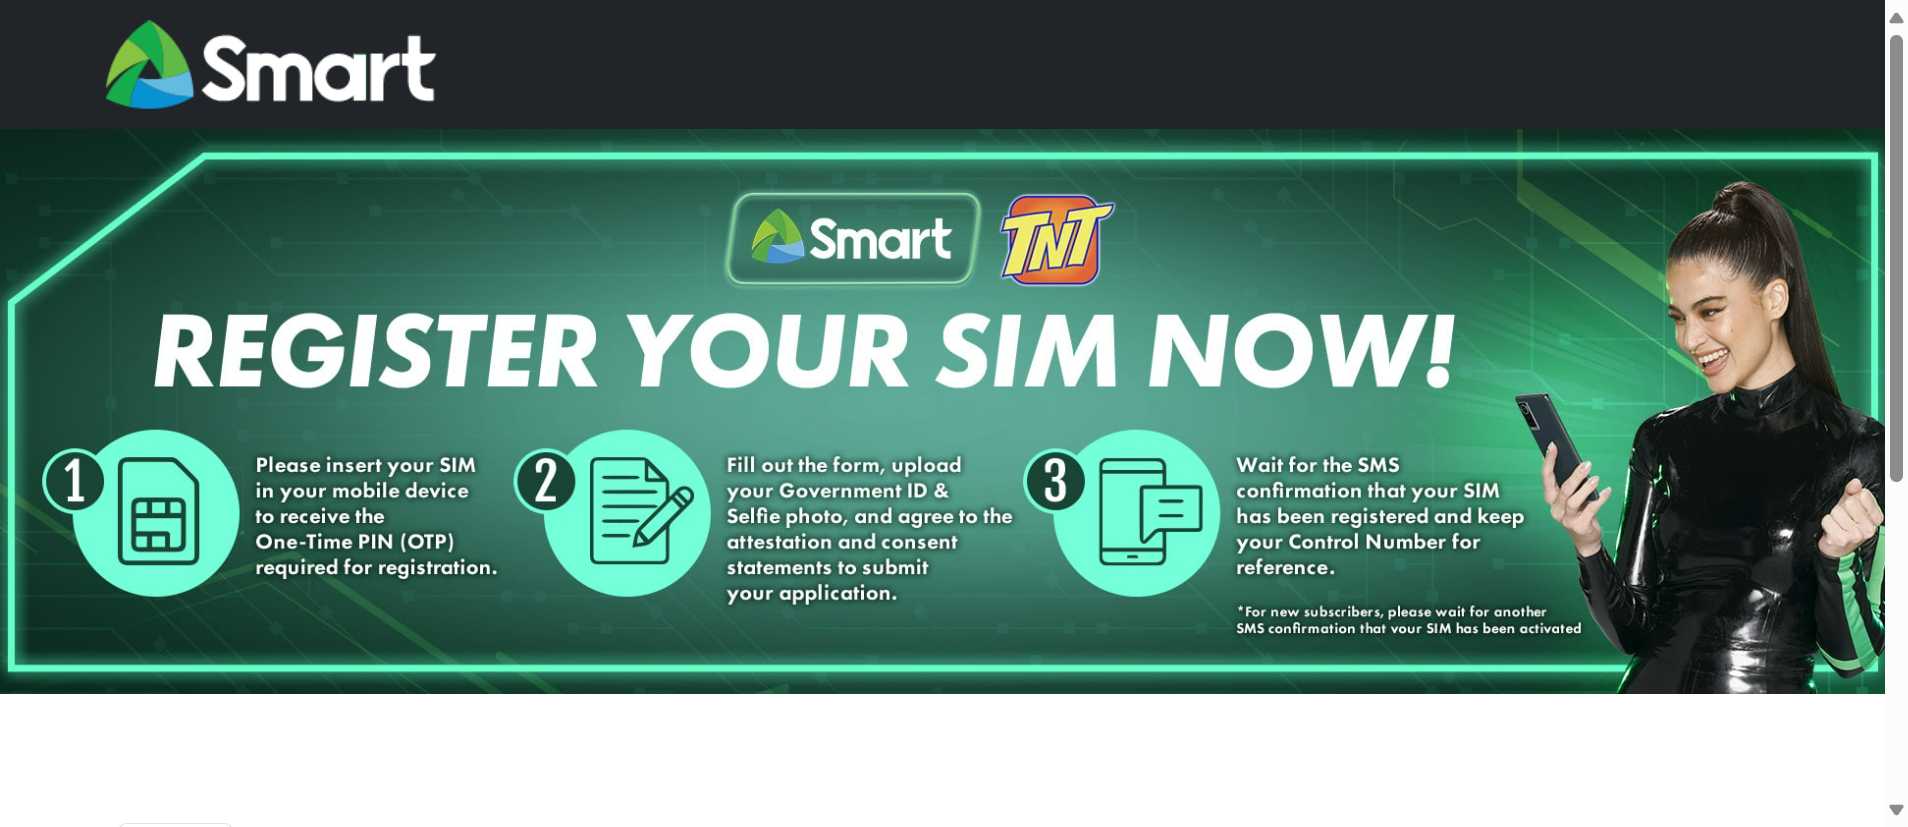 Smart
Smart TNT
REGISTER YOUR SIM NOW!
1
Please insert your SIM
in your mobile device
to receive the
One-Time PIN (OTP)
required for registration.
2
Fill out the form, upload
your Government ID &
Selfie photo, and agree to the
attestation and consent
statements to submit
your application.
3
Wait for the SMS
confirmation that your SIM
has been registered and keep
your Control Number for
reference.
*For new subscribers, please wait for another
SMS confirmation that your SIM has been activated